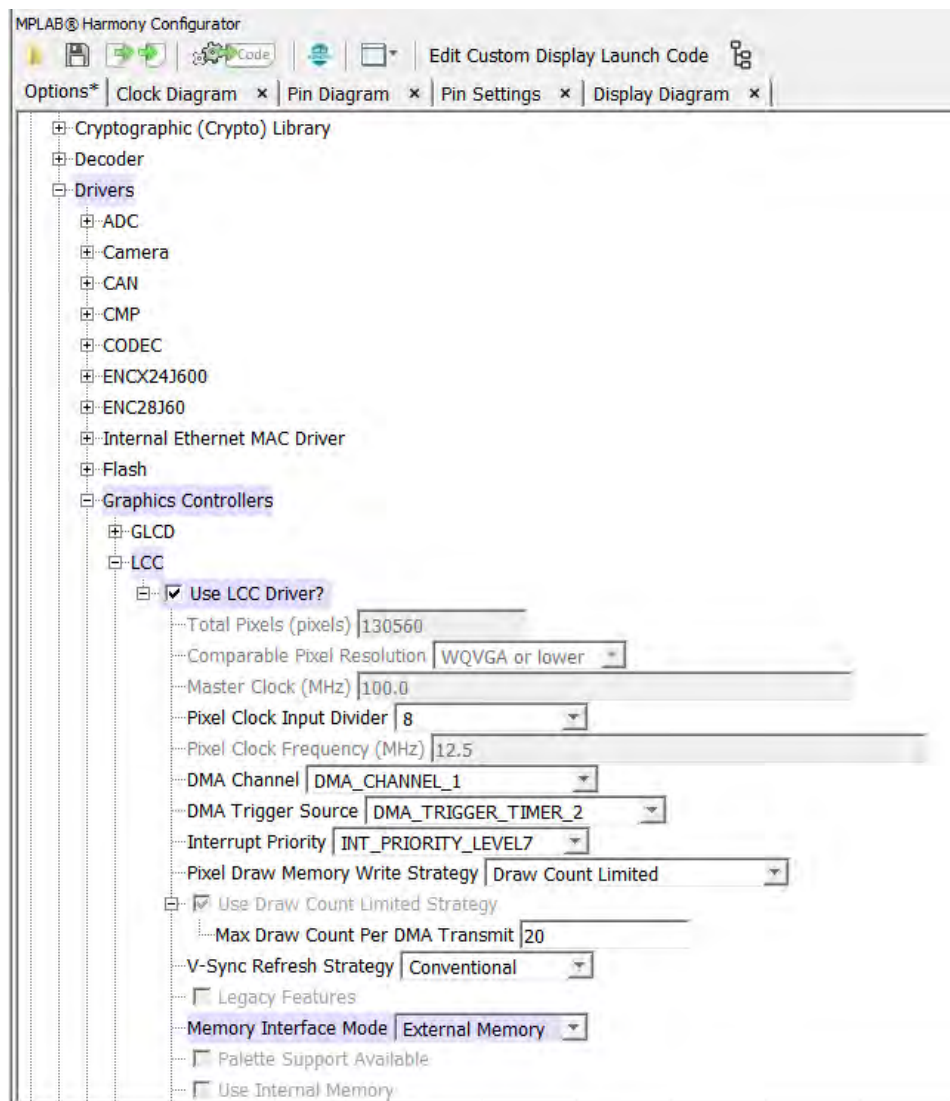 MPLAB® Harmony Configurator
Code Edit Custom Display Launch Code
Options* Clock Diagram × Pin Diagram × Pin Settings × Display Diagram ×
Cryptographic (Crypto) Library
Decoder
Drivers
ADC
Camera
CAN
CMP
CODEC
ENCX24J600
ENC28J60
Internal Ethernet MAC Driver
Flash
Graphics Controllers
GLCD
LCC
Use LCC Driver?
Total Pixels (pixels) 130560
Comparable Pixel Resolution WQVGA or lower
Master Clock (MHz) 100.0
Pixel Clock Input Divider 8
Pixel Clock Frequency (MHz) 12.5
DMA Channel DMA_CHANNEL_1
DMA Trigger Source DMA_TRIGGER_TIMER_2
Interrupt Priority INT_PRIORITY_LEVEL7
Pixel Draw Memory Write Strategy Draw Count Limited
Use Draw Count Limited Strategy
Max Draw Count Per DMA Transmit 20
V-Sync Refresh Strategy Conventional
Legacy Features
Memory Interface Mode External Memory
Palette Support Available
Use Internal Memory